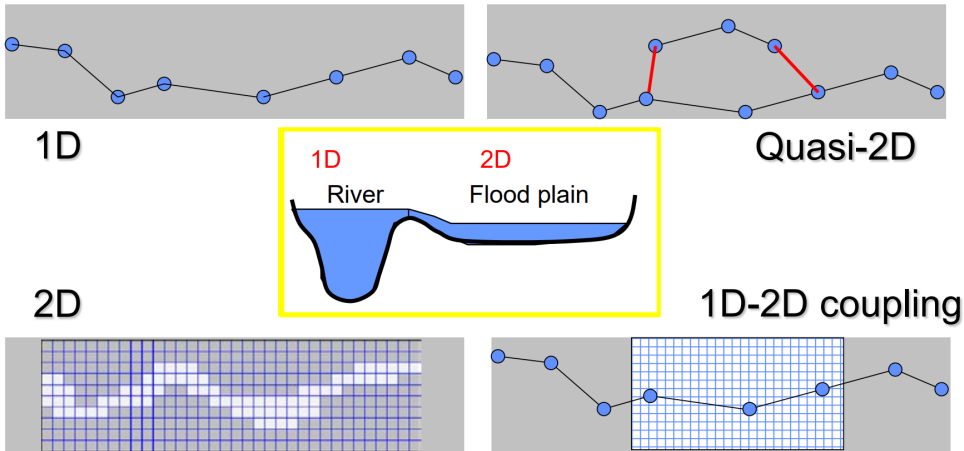 1D
Quasi-2D
1D
2D
River
Flood plain
2D
1D-2D coupling